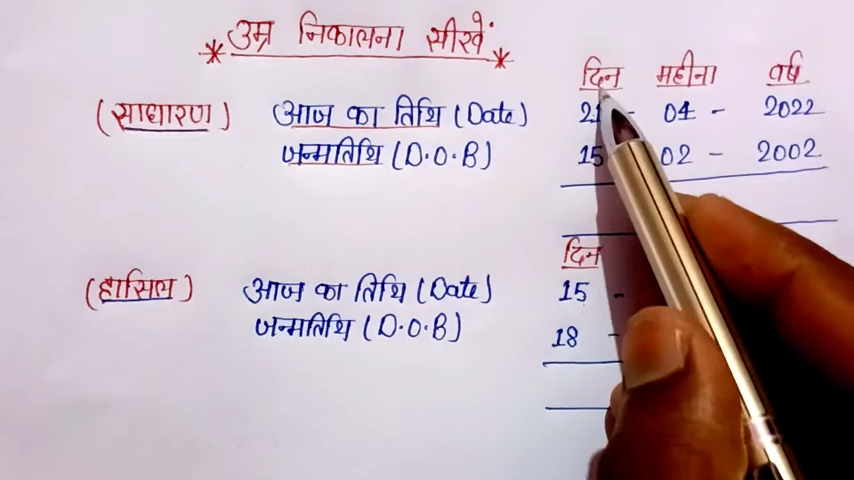 * उम्र निकालना सीखें *
दिन महीना वर्ष
(साधारण) आज का तिथि (Date) 21 - 04 - 2022
जन्मतिथि (D.O.B) 15 02 - 2002
दिन
(हासिल) आज का तिथि (Date) 15 -
जन्मतिथि (D.O.B) 18 -